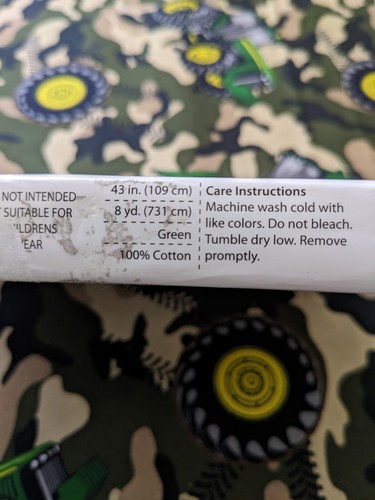 NOT INTENDED
SUITABLE FOR
43 in. (109 cm)
8 yd. (731 cm)
Green
100% Cotton
Care Instructions
Machine wash cold with
like colors. Do not bleach.
Tumble dry low. Remove
promptly.